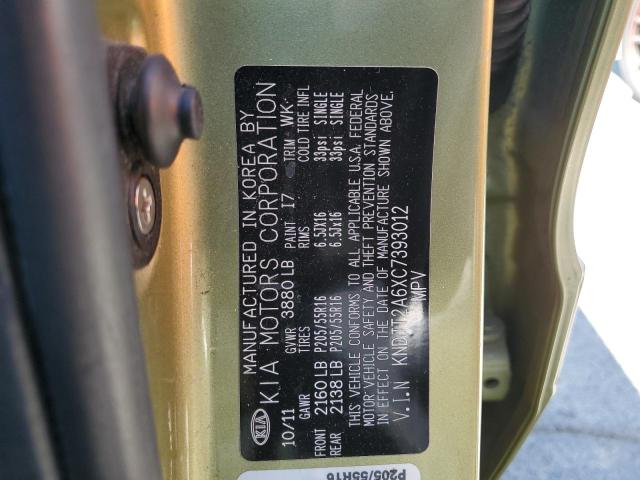 MANUFACTURED IN KOREA BY
KIA KIA MOTORS CORPORATION
10/11 GVWR 3880 LB PAINT I7 TRIM WK
GAWR TIRES RIMS COLD TIRE INFL
FRONT 2160 LB P205/55R16 6.5JX16 33psi SINGLE
REAR 2138 LB P205/55R16 6.5Jx16 33psi SINGLE
THIS VEHICLE CONFORMS TO ALL APPLICABLE U.S.A. FEDERAL
MOTOR VEHICLE SAFETY AND THEFT PREVENTION STANDARDS
IN EFFECT ON THE DATE OF MANUFACTURE SHOWN ABOVE.
V.I.N
MPV
P205/55R16